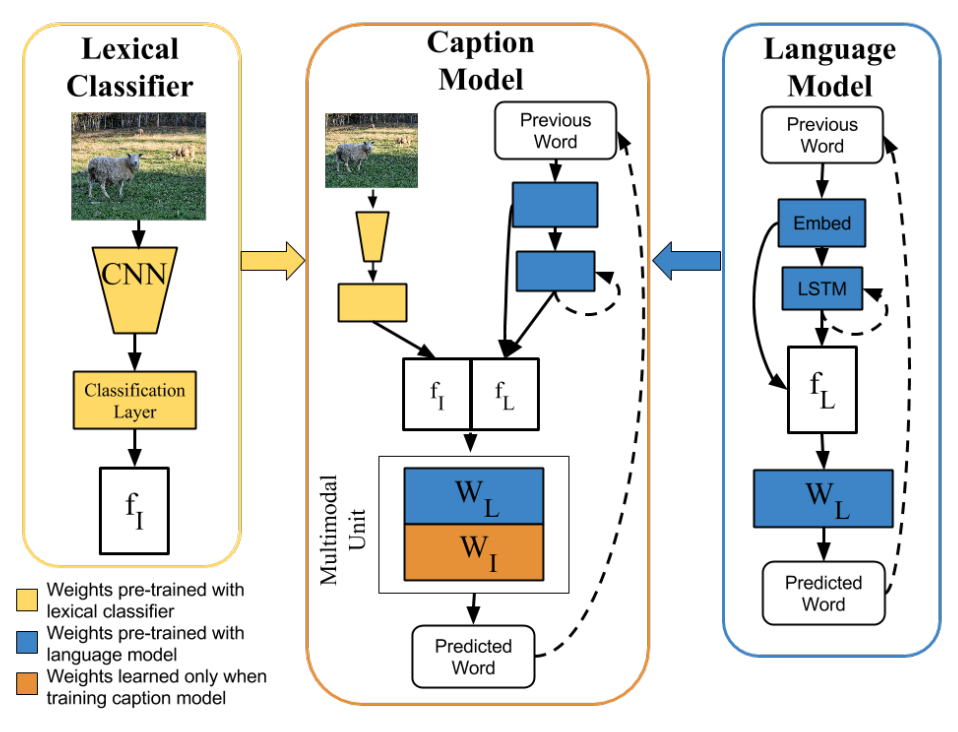 Lexical
Classifier
CNN
Classification
Layer
f_I
Weights pre-trained with
lexical classifier
Weights pre-trained with
language model
Weights learned only when
training caption model
Caption
Model
Previous
Word
f_I
f_L
Multimodal
Unit
W_L
W_I
Predicted
Word
Language
Model
Previous
Word
Embed
LSTM
f_L
W_L
Predicted
Word